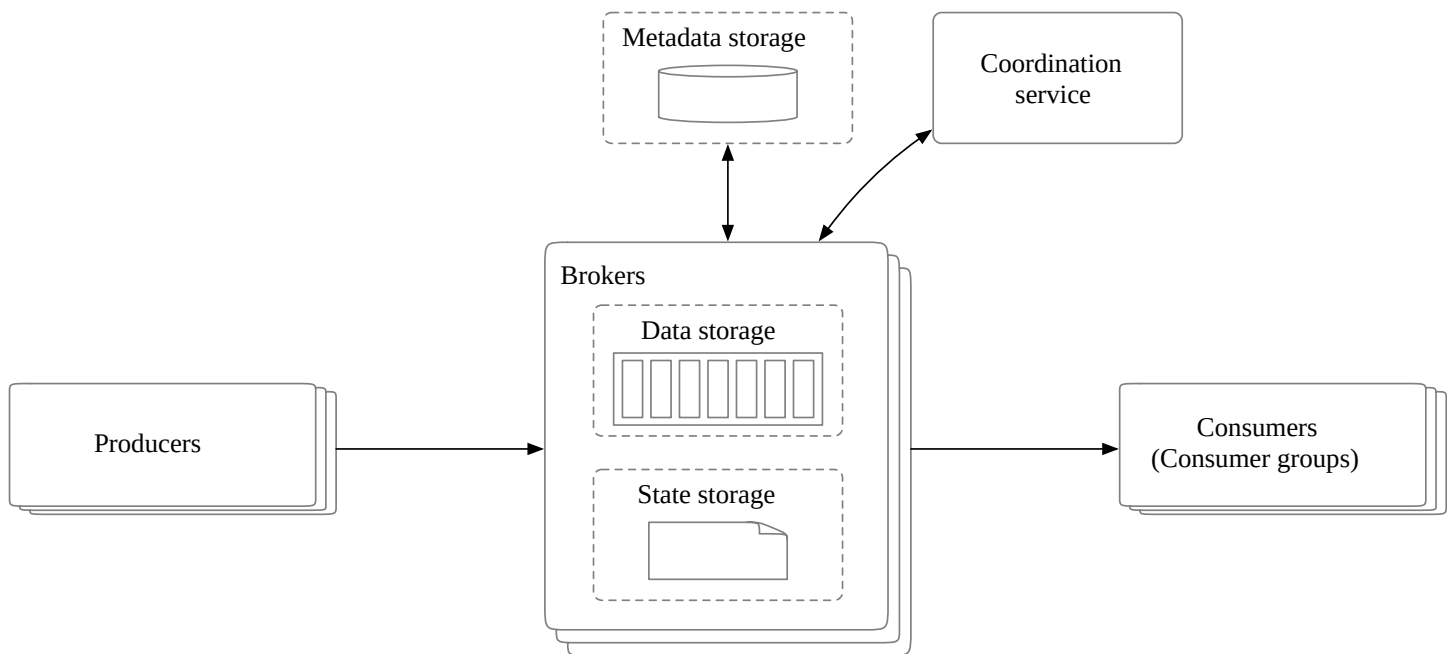 Metadata storage
Coordination
service
Brokers
Data storage
Producers
Consumers
(Consumer groups)
State storage